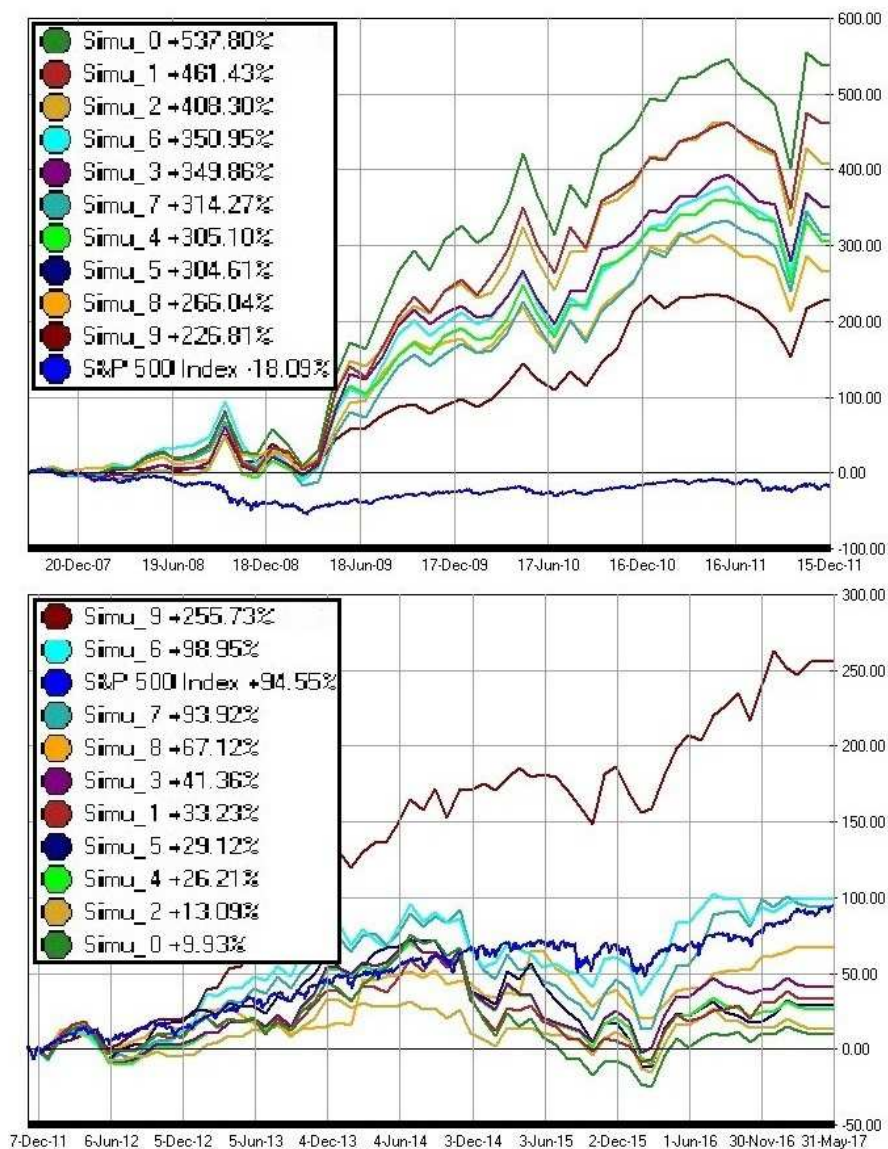 Simu_0 +537.80%
Simu_1 +461.43%
Simu_2 +408.30%
Simu_6 +350.95%
Simu_3 +349.86%
Simu_7 +314.27%
Simu_4 +305.10%
Simu_5 +304.61%
Simu_8 +266.04%
Simu_9 +226.81%
S&P 500 Index -18.09%
600.00
500.00
400.00
300.00
200.00
100.00
0.00
-100.00
20-Dec-07 19-Jun-08 18-Dec-08 18-Jun-09 17-Dec-09 17-Jun-10 16-Dec-10 16-Jun-11 15-Dec-11
Simu_9 +255.73%
Simu_6 +98.95%
S&P 500 Index +94.55%
Simu_7 +93.92%
Simu_8 +67.12%
Simu_3 +41.36%
Simu_1 +33.23%
Simu_5 +29.12%
Simu_4 +26.21%
Simu_2 +13.09%
Simu_0 +9.93%
300.00
250.00
200.00
150.00
100.00
50.00
0.00
-50.00
7-Dec-11 6-Jun-12 5-Dec-12 5-Jun-13 4-Dec-13 4-Jun-14 3-Dec-14 3-Jun-15 2-Dec-15 1-Jun-16 30-Nov-16 31-May-17